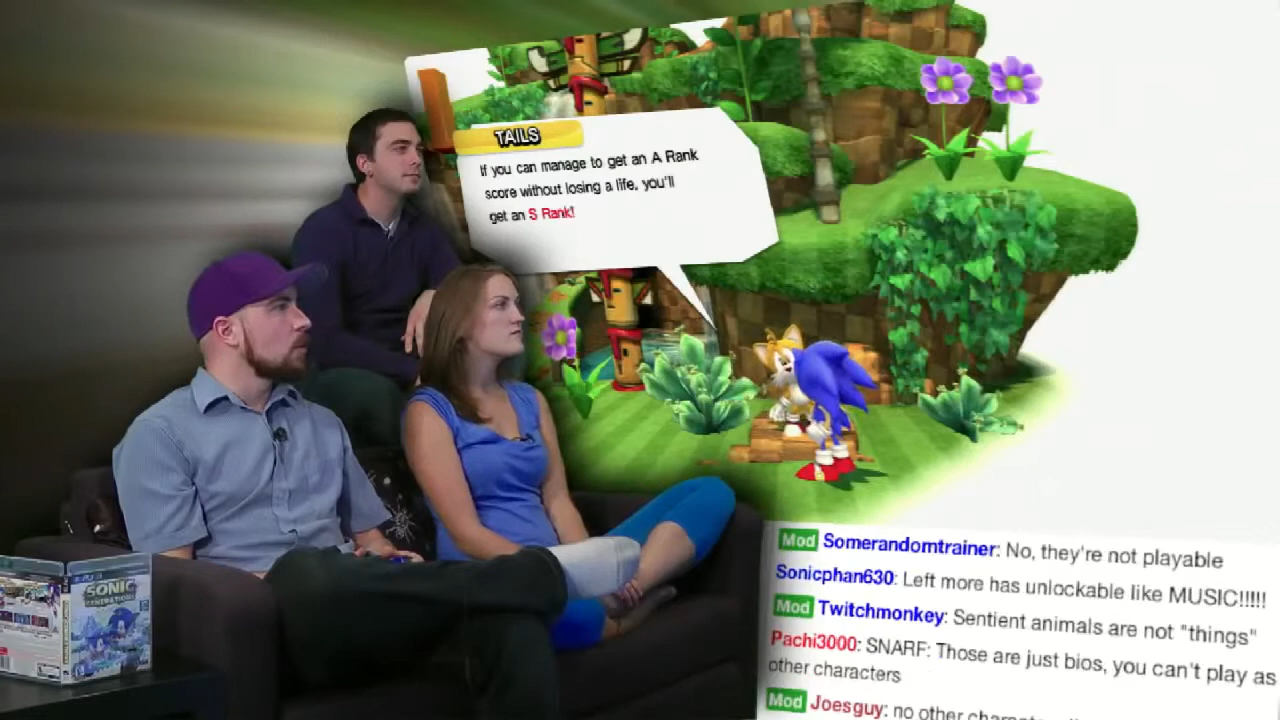 TAILS
If you can manage to get an A Rank
score without losing a life, you'll
get an S Rank!
Mod Somerandomtrainer: No, they're not playable
Sonicphan630: Left more has unlockable like MUSIC!!!!!
Mod Twitchmonkey: Sentient animals are not "things"
Pachi3000: SNARF: Those are just bios, you can't play as
other characters
Mod Joesguy: no other
SONIC
GENERATIONS